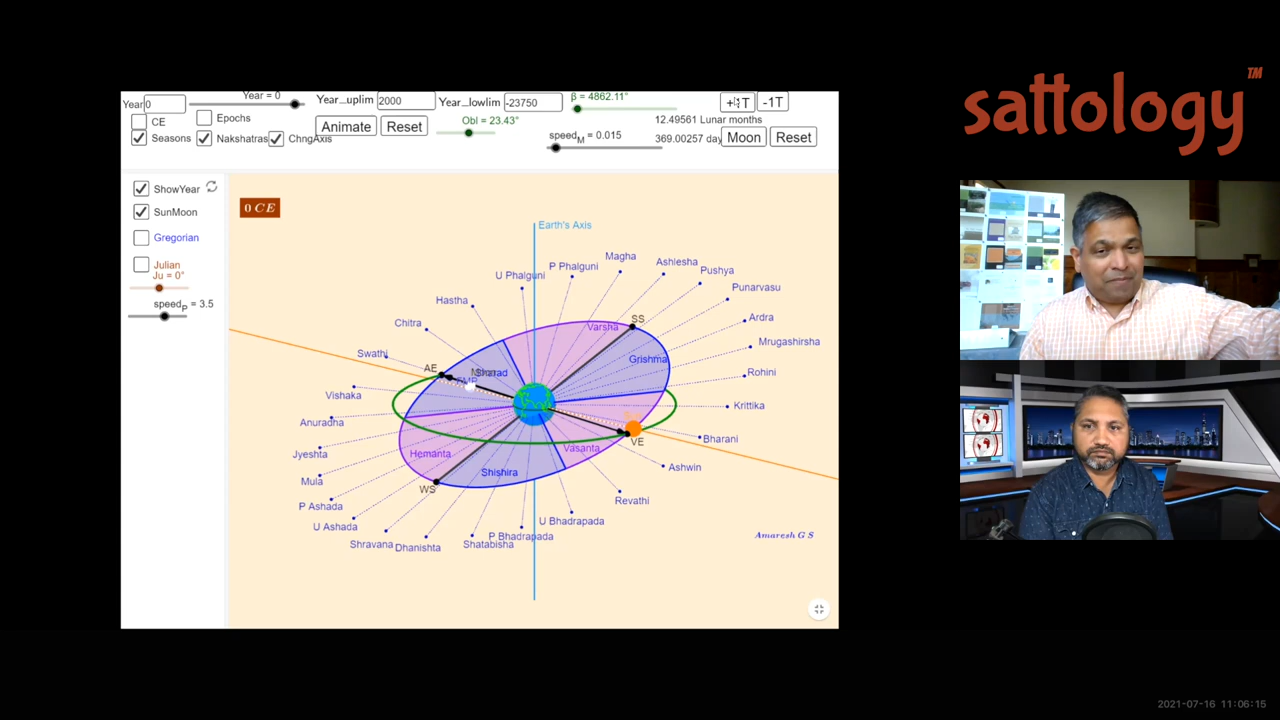 sattology TM
Year 0
Year = 0
Year_uplim 2000
Year_lowlim -23750
β = 4862.11°
+1T
-1T
CE
Epochs
Obl = 23.43°
12.49561 Lunar months
Animate
Reset
speedM = 0.015
369.00257 day
Moon
Reset
Seasons
Nakshatras
ChngAxis
ShowYear
SunMoon
Gregorian
Julian
Ju = 0°
speedP = 3.5
0 CE
Earth's Axis
U Phalguni
P Phalguni
Magha
Ashlesha
Pushya
Punarvasu
Hastha
Ardra
Chitra
Mrugashirsha
Swathi
Rohini
Vishaka
Krittika
Anuradha
Bharani
Jyeshta
Ashwin
Mula
Revathi
P Ashada
U Ashada
U Bhadrapada
Shravana
Dhanishta
Shatabisha
P Bhadrapada
SS
Varsha
Grishma
AE
Sharad
VE
Vasanta
Hemanta
Shishira
WS
Amaresh G S
2021-07-16 11:06:15